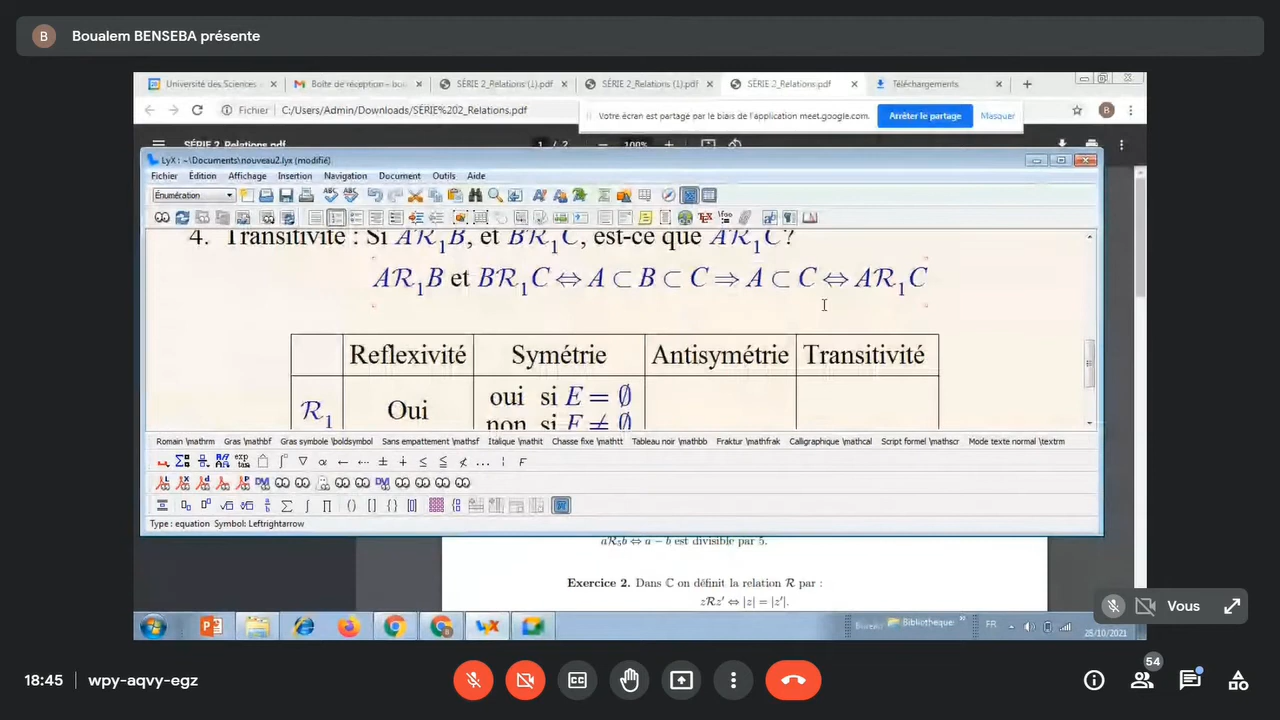 B Boualem BENSEBA présente
Université des Sciences
SÉRIE 2_Relations (1).pdf
SÉRIE 2_Relations (1).pdf
SÉRIE 2_Relations.pdf
Téléchargements
Fichier C:/Users/Admin/Downloads/SÉRIE%202_Relations.pdf
Votre écran est partagé par le biais de l'application meet.google.com. Arrêter le partage Masquer
B
SÉRIE 2_Relations.pdf 1 / 2 100%
LyX : ~\Documents\nouveau2.lyx (modifié)
Fichier Édition Affichage Insertion Navigation Document Outils Aide
Énumération
4. Transitivité : Si AR₁B, et BR₁C, est-ce que AR₁C?
AR₁B et BR₁C ⇔ A ⊂ B ⊂ C ⇒ A ⊂ C ⇔ AR₁C
Reflexivité Symétrie Antisymétrie Transitivité
R₁ Oui oui si E = ∅
non si E ≠ ∅
Romain \mathrm Gras \mathbf Gras symbole \boldsymbol Sans empattement \mathsf Italique \mathit Chasse fixe \mathtt Tableau noir \mathbb Fraktur \mathfrak Calligraphique \mathcal Script formel \mathscr Mode texte normal \textrm
Type : equation Symbol: Leftrightarrow
aR₅b ⇔ a − b est divisible par 5.
Exercice 2. Dans ℂ on définit la relation R par :
zRz′ ⇔ |z| = |z′|.
Bureau Bibliothèque: FR
28/10/2021
Vous
18:45 wpy-aqvy-egz
54